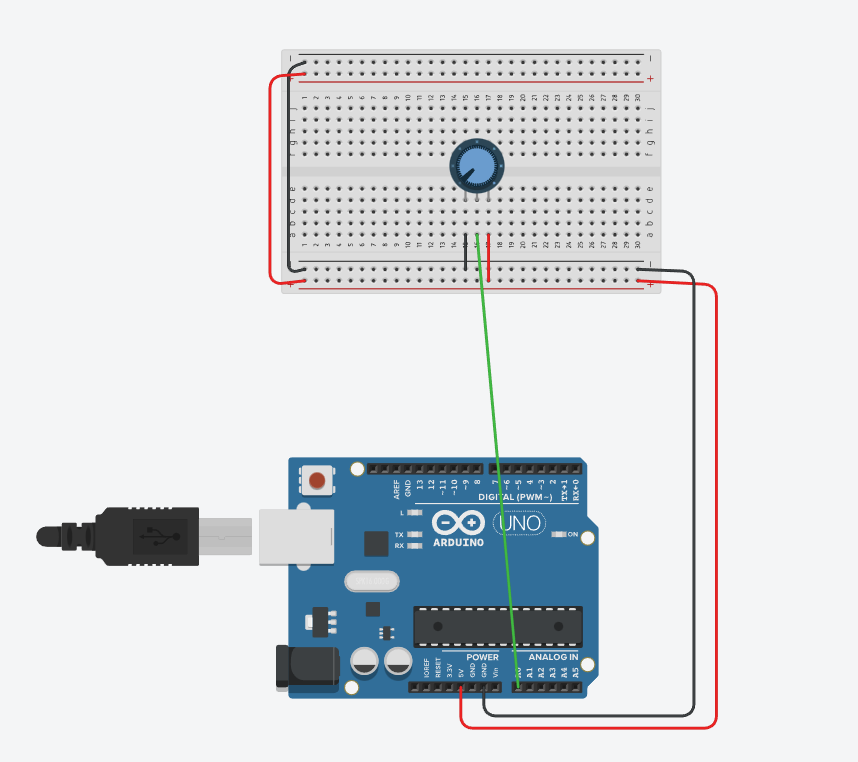 − −
+ +
1 2 3 4 5 6 7 8 9 10 11 12 13 14 15 16 17 18 19 20 21 22 23 24 25 26 27 28 29 30
j j
i i
h h
g g
f f
e e
d d
c c
b b
a a
1 2 3 4 5 6 7 8 9 10 11 12 13 14 15 17 18 19 20 21 22 23 24 25 26 27 28 29 30
− −
+ +
AREF GND 13 12 ~11 ~10 ~9 8 7 ~6 ~5 4 ~3 2 TX→1 RX←0
DIGITAL (PWM~)
L
TX
RX
ARDUINO
UNO
ON
POWER
ANALOG IN
IOREF RESET 3.3V 5V GND GND Vin A0 A1 A2 A3 A4 A5